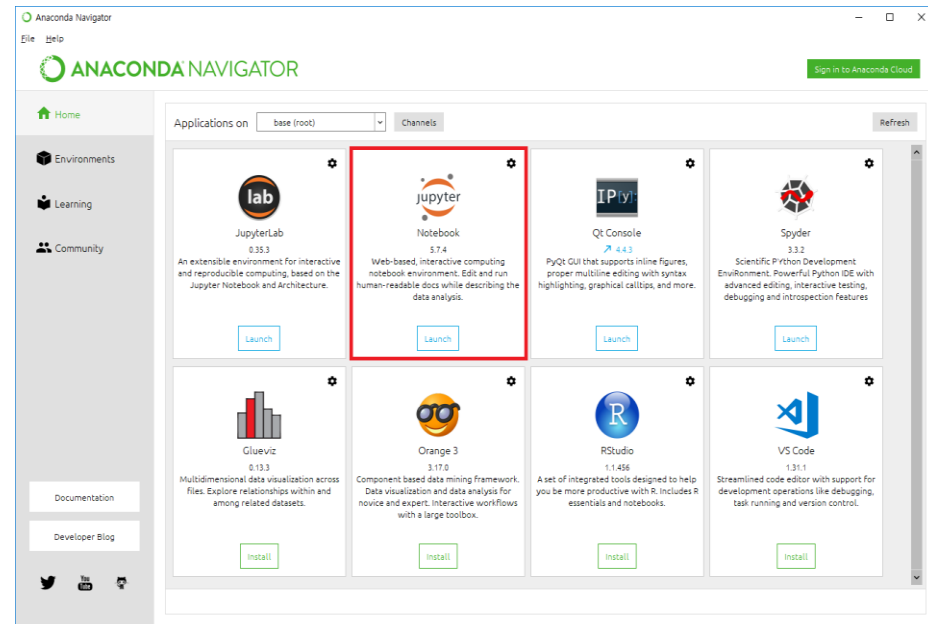 Anaconda Navigator
File Help
ANACONDA NAVIGATOR
Sign in to Anaconda Cloud
Home
Environments
Learning
Community
Documentation
Developer Blog
You
Tube
Applications on base (root) Channels Refresh
lab
JupyterLab
0.35.3
An extensible environment for interactive
and reproducible computing, based on the
Jupyter Notebook and Architecture.
Launch
jupyter
Notebook
5.7.4
Web-based, interactive computing
notebook environment. Edit and run
human-readable docs while describing the
data analysis.
Launch
IP[y]:
Qt Console
4.4.3
PyQt GUI that supports inline figures,
proper multiline editing with syntax
highlighting, graphical calltips, and more.
Launch
Spyder
3.3.2
Scientific PYthon Development
EnviRonment. Powerful Python IDE with
advanced editing, interactive testing,
debugging and introspection features
Launch
Glueviz
0.13.3
Multidimensional data visualization across
files. Explore relationships within and
among related datasets.
Install
Orange 3
3.17.0
Component based data mining framework.
Data visualization and data analysis for
novice and expert. Interactive workflows
with a large toolbox.
Install
R
RStudio
1.1.456
A set of integrated tools designed to help
you be more productive with R. Includes R
essentials and notebooks.
Install
VS Code
1.31.1
Streamlined code editor with support for
development operations like debugging,
task running and version control.
Install